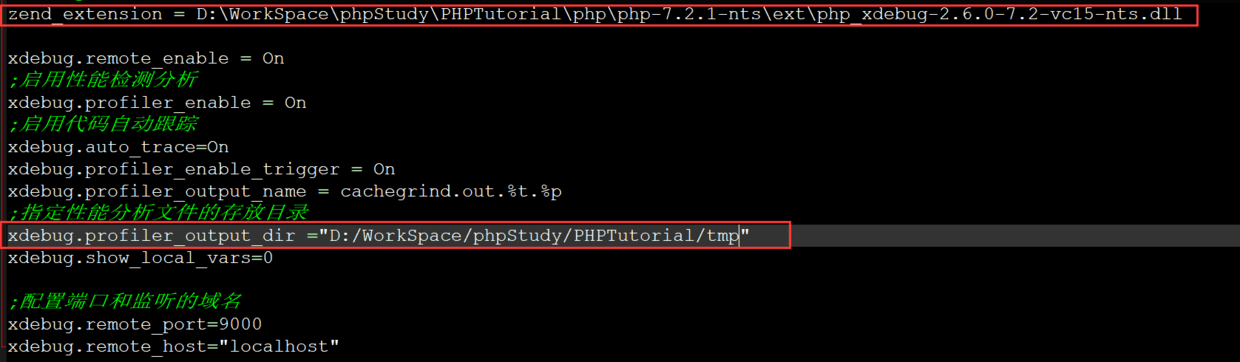 zend_extension = D:\WorkSpace\phpStudy\PHPTutorial\php\php-7.2.1-nts\ext\php_xdebug-2.6.0-7.2-vc15-nts.dll
xdebug.remote_enable = On
;启用性能检测分析
xdebug.profiler_enable = On
;启用代码自动跟踪
xdebug.auto_trace=On
xdebug.profiler_enable_trigger = On
xdebug.profiler_output_name = cachegrind.out.%t.%p
;指定性能分析文件的存放目录
xdebug.profiler_output_dir ="D:/WorkSpace/phpStudy/PHPTutorial/tmp"
xdebug.show_local_vars=0
;配置端口和监听的域名
xdebug.remote_port=9000
xdebug.remote_host="localhost"